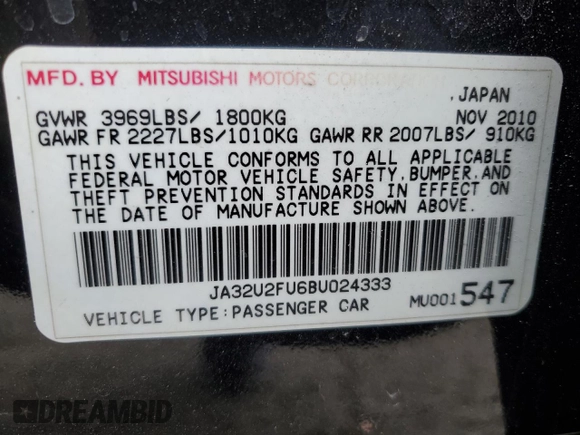 MFD. BY MITSUBISHI MOTORS CORPORATION
, JAPAN
GVWR 3969LBS/ 1800KG NOV 2010
GAWR FR 2227LBS/1010KG GAWR RR 2007LBS/ 910KG
THIS VEHICLE CONFORMS TO ALL APPLICABLE
FEDERAL MOTOR VEHICLE SAFETY, BUMPER, AND
THEFT PREVENTION STANDARDS IN EFFECT ON
THE DATE OF MANUFACTURE SHOWN ABOVE.
JA32U2FU6BU024333
VEHICLE TYPE:PASSENGER CAR MU001547
DREAMBID